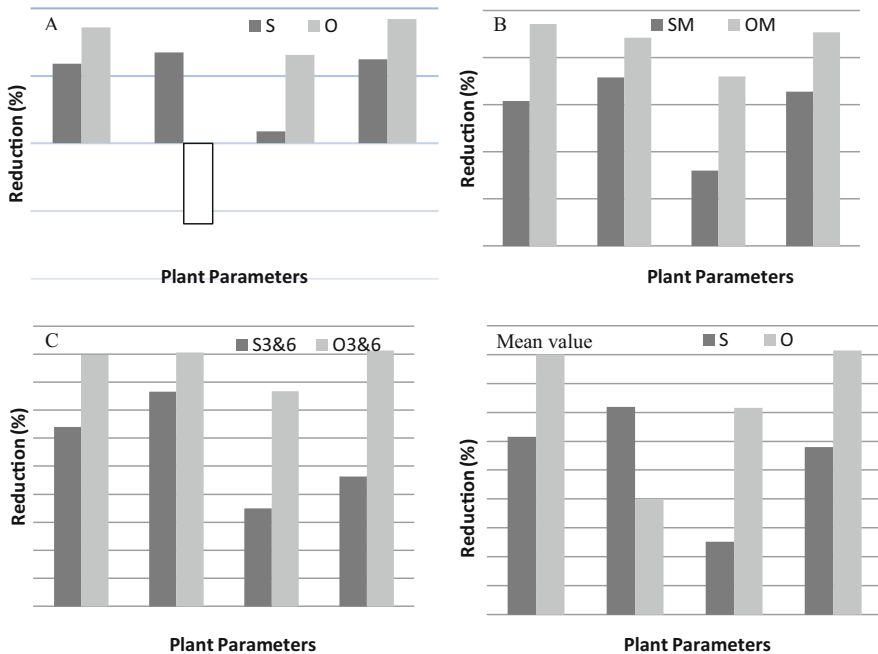 A
S O
Reduction (%)
Plant Parameters
B
SM OM
Reduction (%)
Plant Parameters
C
S3&6 O3&6
Reduction (%)
Plant Parameters
Mean value
S O
Reduction (%)
Plant Parameters